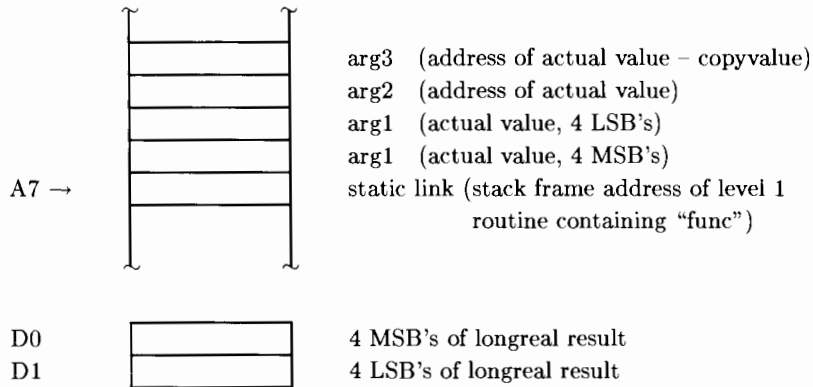 arg3 (address of actual value – copyvalue)
arg2 (address of actual value)
arg1 (actual value, 4 LSB's)
arg1 (actual value, 4 MSB's)
A7 → static link (stack frame address of level 1
routine containing “func”)
D0 4 MSB's of longreal result
D1 4 LSB's of longreal result